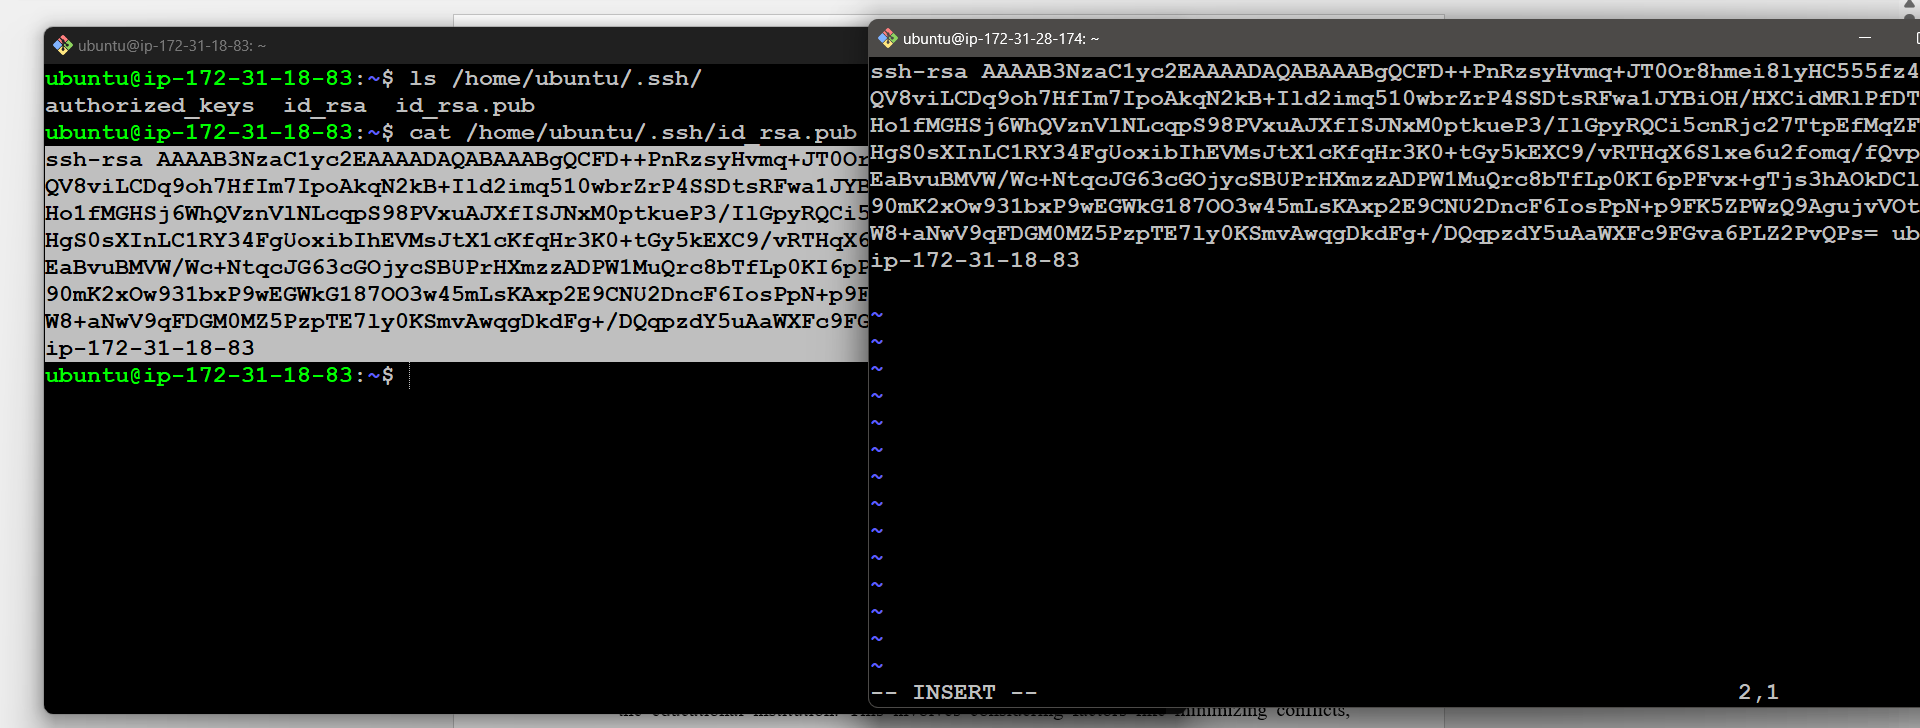 ubuntu@ip-172-31-18-83: ~
ubuntu@ip-172-31-18-83:~$ ls /home/ubuntu/.ssh/
authorized_keys  id_rsa  id_rsa.pub
ubuntu@ip-172-31-18-83:~$ cat /home/ubuntu/.ssh/id_rsa.pub
ssh-rsa AAAAB3NzaC1yc2EAAAADAQABAAABgQCFD++PnRzsyHvmq+JT0Or
QV8viLCDq9oh7HfIm7IpoAkqN2kB+Ild2imq510wbrZrP4SSDtsRFwa1JYB
Ho1fMGHSj6WhQVznVlNLcqpS98PVxuAJXfISJNxM0ptkueP3/IlGpyRQCi5
HgS0sXInLC1RY34FgUoxibIhEVMsJtX1cKfqHr3K0+tGy5kEXC9/vRTHqX6
EaBvuBMVW/Wc+NtqcJG63cGOjycSBUPrHXmzzADPW1MuQrc8bTfLp0KI6pP
90mK2xOw931bxP9wEGWkG187OO3w45mLsKAxp2E9CNU2DncF6IosPpN+p9F
W8+aNwV9qFDGM0MZ5PzpTE7ly0KSmvAwqgDkdFg+/DQqpzdY5uAaWXFc9FG
ip-172-31-18-83
ubuntu@ip-172-31-18-83:~$
ubuntu@ip-172-31-28-174: ~
ssh-rsa AAAAB3NzaC1yc2EAAAADAQABAAABgQCFD++PnRzsyHvmq+JT0Or8hmei8lyHC555fz4
QV8viLCDq9oh7HfIm7IpoAkqN2kB+Ild2imq510wbrZrP4SSDtsRFwa1JYBiOH/HXCidMRlPfDT
Ho1fMGHSj6WhQVznVlNLcqpS98PVxuAJXfISJNxM0ptkueP3/IlGpyRQCi5cnRjc27TtpEfMqZF
HgS0sXInLC1RY34FgUoxibIhEVMsJtX1cKfqHr3K0+tGy5kEXC9/vRTHqX6Slxe6u2fomq/fQvp
EaBvuBMVW/Wc+NtqcJG63cGOjycSBUPrHXmzzADPW1MuQrc8bTfLp0KI6pPFvx+gTjs3hAOkDCl
90mK2xOw931bxP9wEGWkG187OO3w45mLsKAxp2E9CNU2DncF6IosPpN+p9FK5ZPWzQ9AgujvVOt
W8+aNwV9qFDGM0MZ5PzpTE7ly0KSmvAwqgDkdFg+/DQqpzdY5uAaWXFc9FGva6PLZ2PvQPs= ub
ip-172-31-18-83
~
~
~
~
~
~
~
~
~
~
~
~
~
~
-- INSERT --    2,1